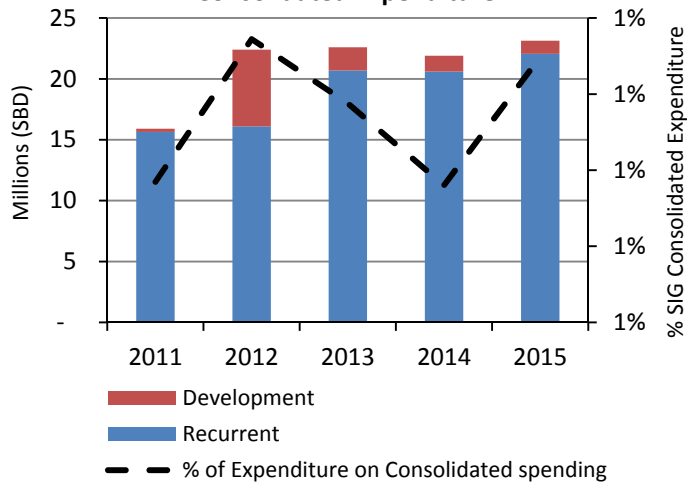 25
20
15
10
5
-
Millions (SBD)
1%
1%
1%
1%
1%
% SIG Consolidated Expenditure
2011 2012 2013 2014 2015
Development
Recurrent
% of Expenditure on Consolidated spending